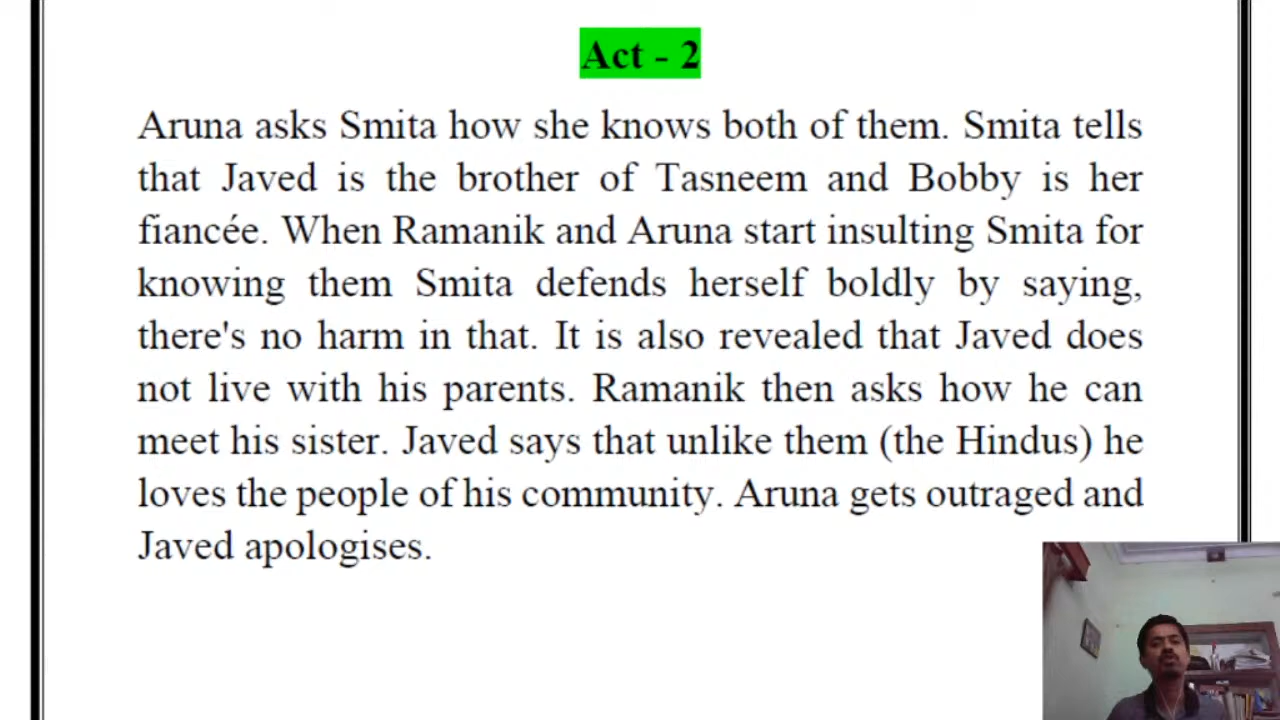 Act - 2
Aruna asks Smita how she knows both of them. Smita tells
that Javed is the brother of Tasneem and Bobby is her
fiancée. When Ramanik and Aruna start insulting Smita for
knowing them Smita defends herself boldly by saying,
there's no harm in that. It is also revealed that Javed does
not live with his parents. Ramanik then asks how he can
meet his sister. Javed says that unlike them (the Hindus) he
loves the people of his community. Aruna gets outraged and
Javed apologises.